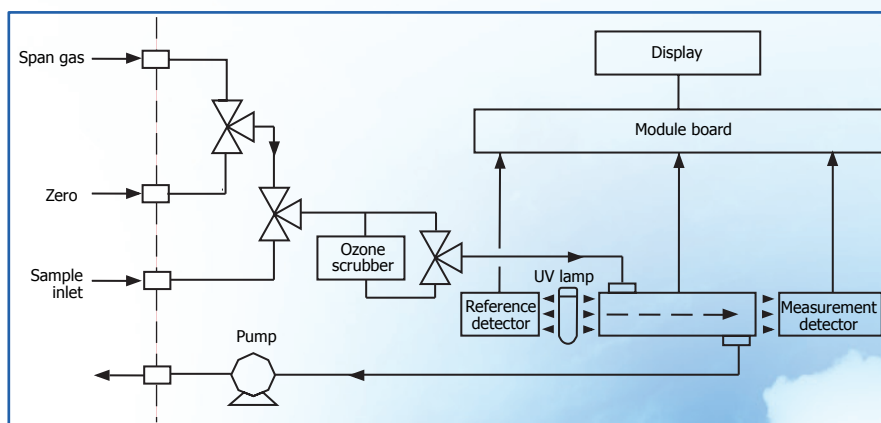 Span gas
Display
Module board
Zero
Ozone
scrubber
Sample
inlet
UV lamp
Reference
detector
Measurement
detector
Pump